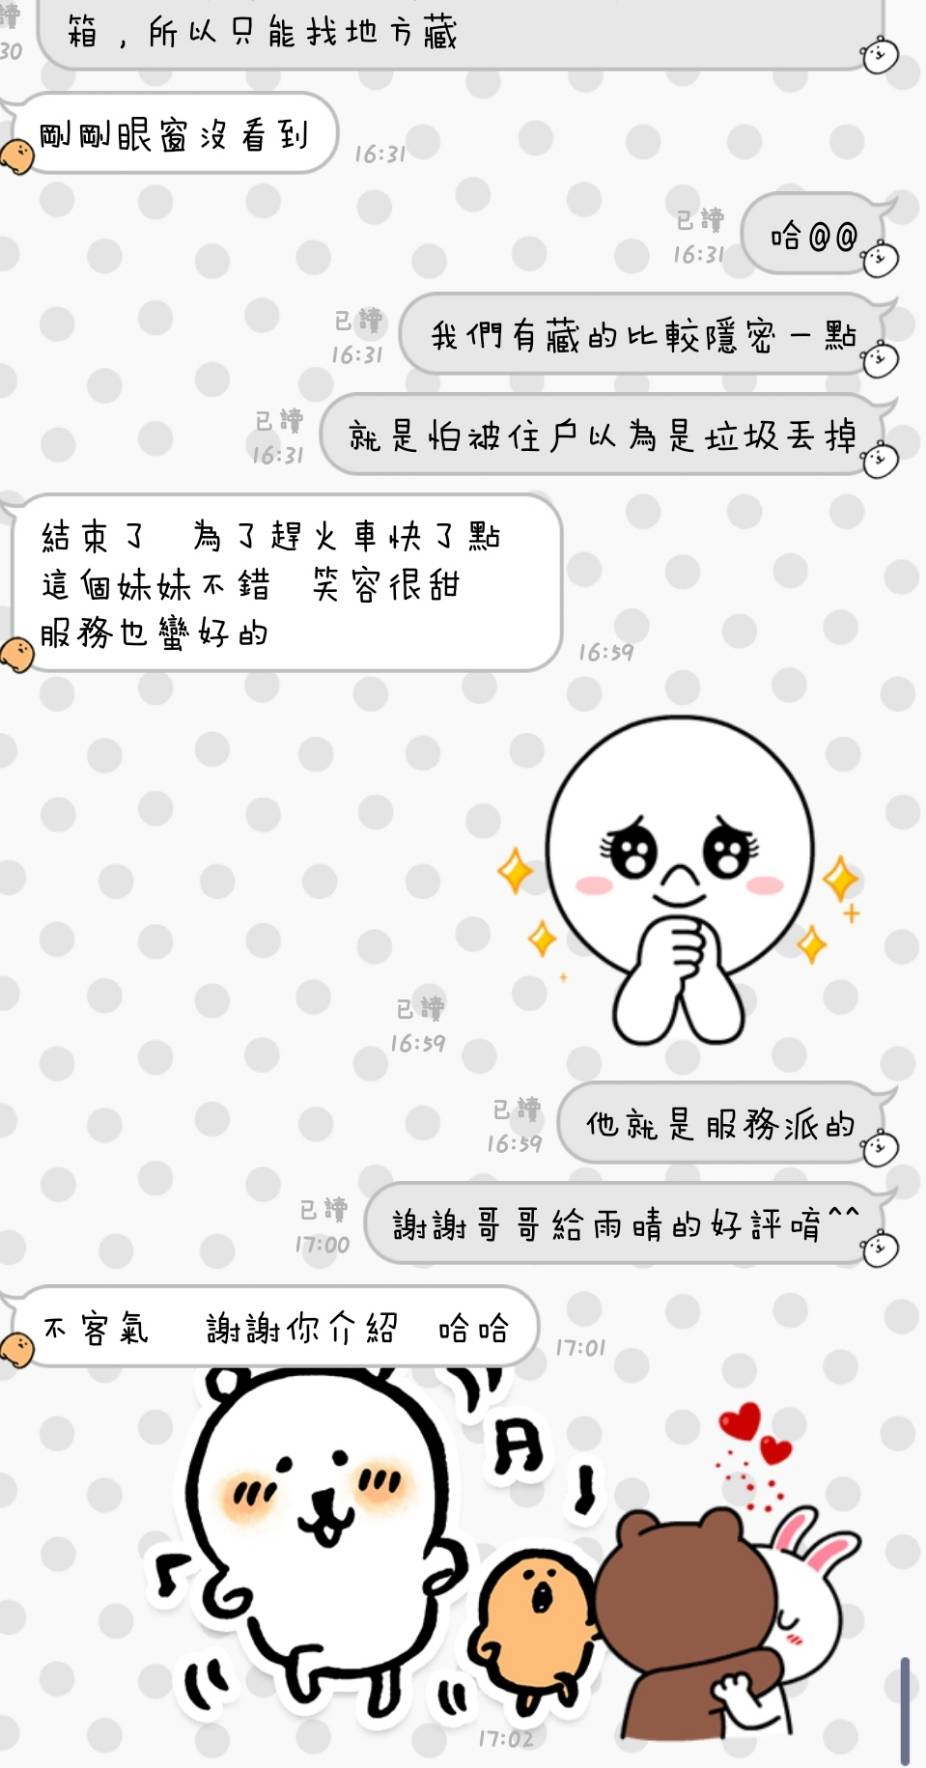 箱，所以只能找地方藏
讀
30
剛剛眼窗沒看到
16:31
已讀
16:31
哈@@
已讀
16:31
我們有藏的比較隱密一點
已讀
16:31
就是怕被住戶以為是垃圾丟掉
結束了 為了趕火車快了點
這個妹妹不錯 笑容很甜
服務也蠻好的
16:59
已讀
16:59
已讀
16:59
他就是服務派的
已讀
17:00
謝謝哥哥給雨晴的好評唷^^
不客氣 謝謝你介紹 哈哈
17:01
17:02